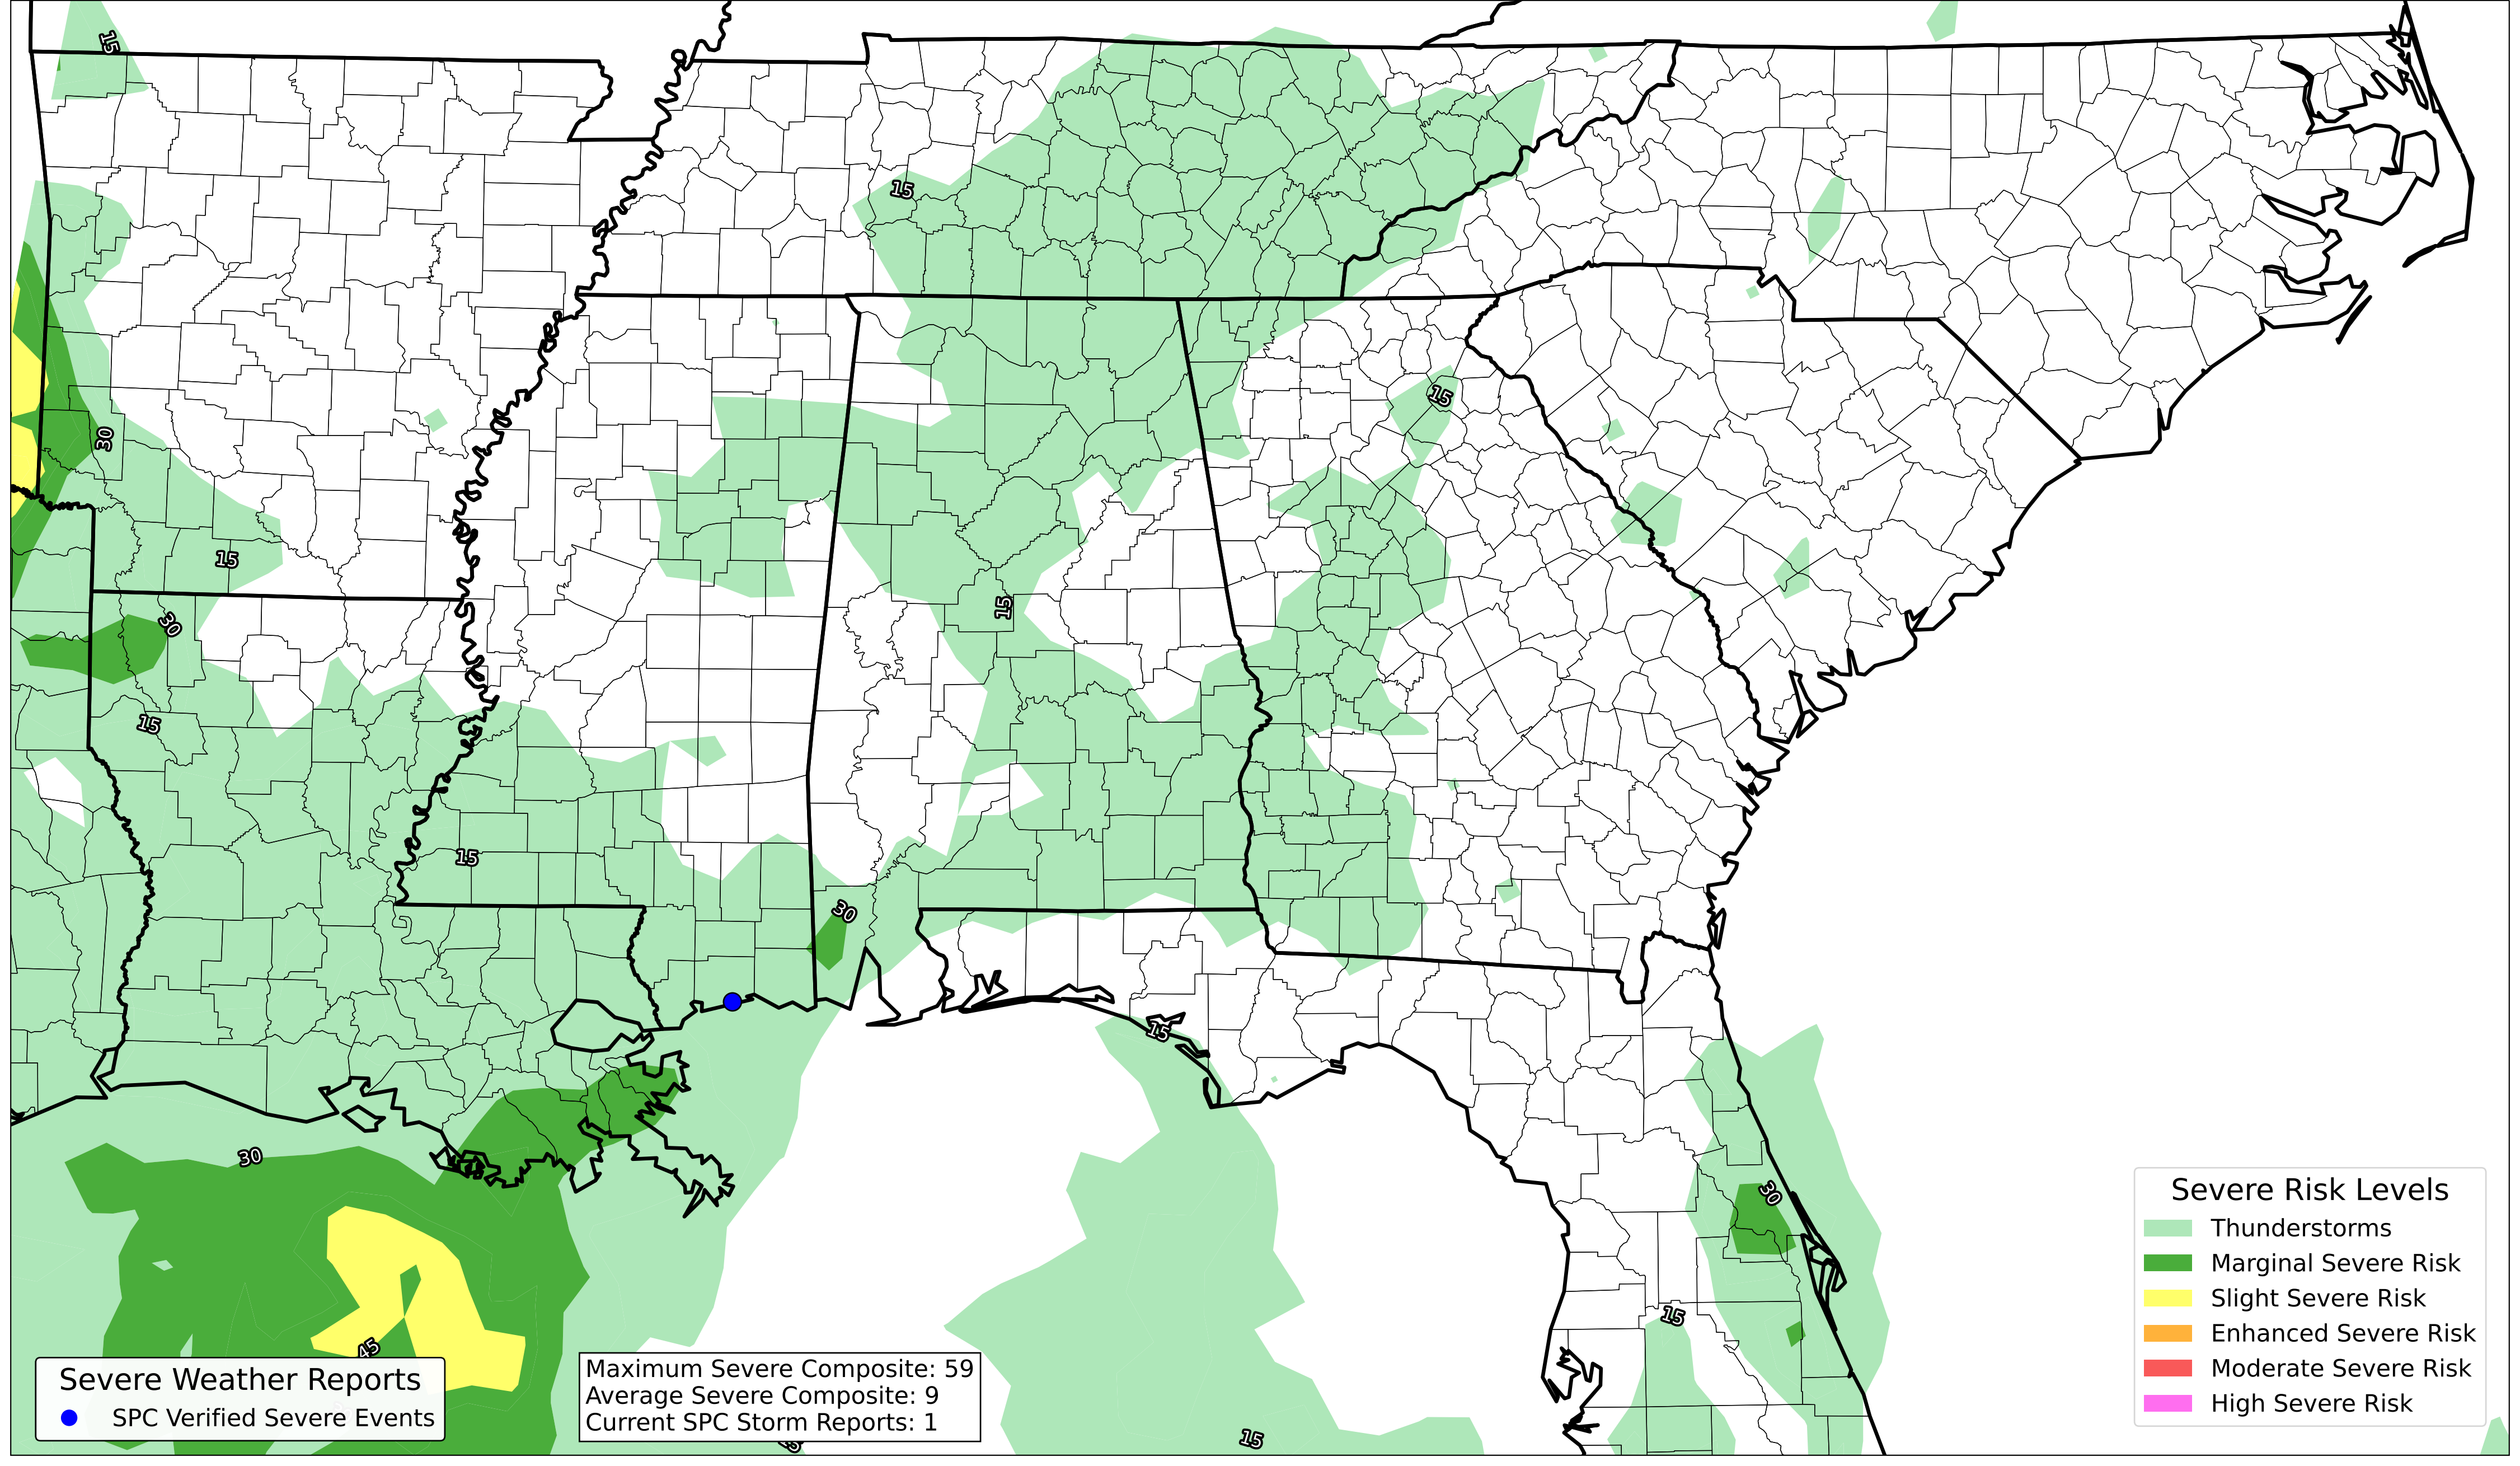 15
15
15
30
15
15
30
15
15
15
30
30
15
30
15
45
15
Severe Risk Levels
Thunderstorms
Marginal Severe Risk
Slight Severe Risk
Enhanced Severe Risk
Moderate Severe Risk
High Severe Risk
Severe Weather Reports
SPC Verified Severe Events
Maximum Severe Composite: 59
Average Severe Composite: 9
Current SPC Storm Reports: 1